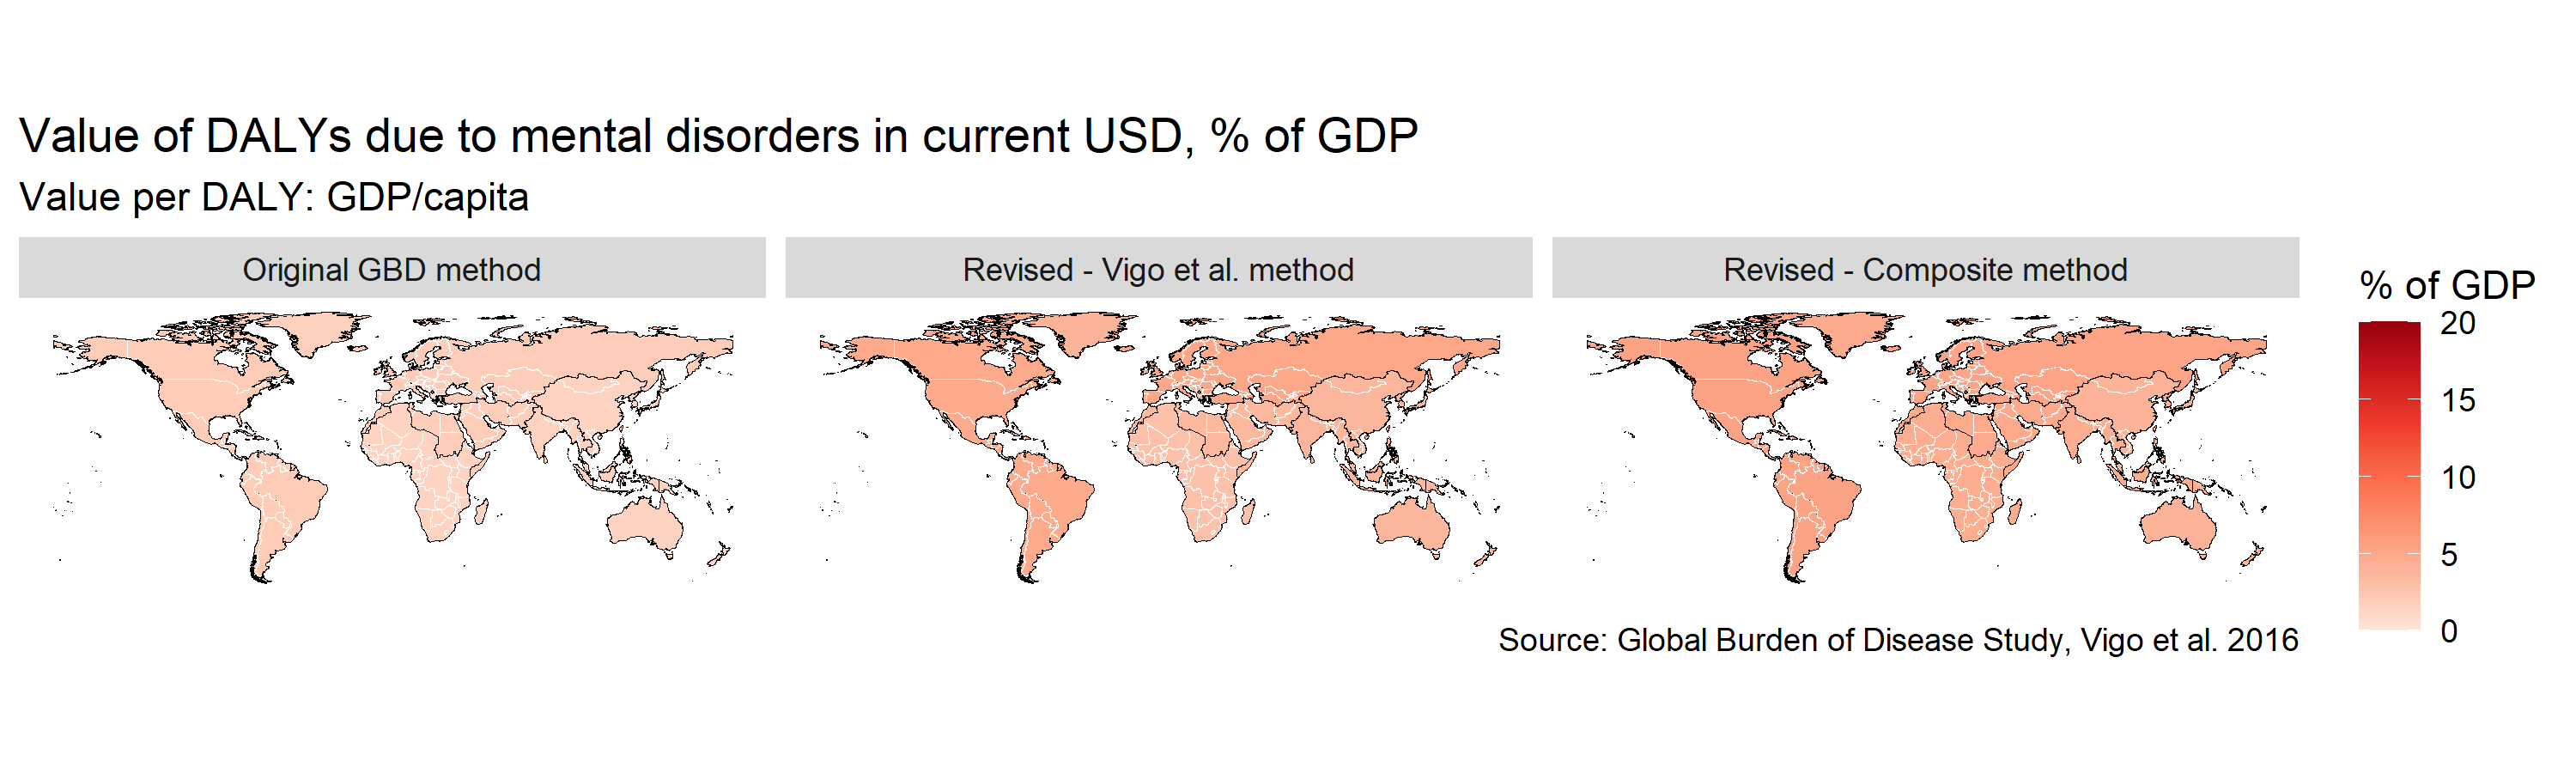 Value of DALYs due to mental disorders in current USD, % of GDP
Value per DALY: GDP/capita
Original GBD method
Revised - Vigo et al. method
Revised - Composite method
% of GDP
20
15
10
5
0
Source: Global Burden of Disease Study, Vigo et al. 2016